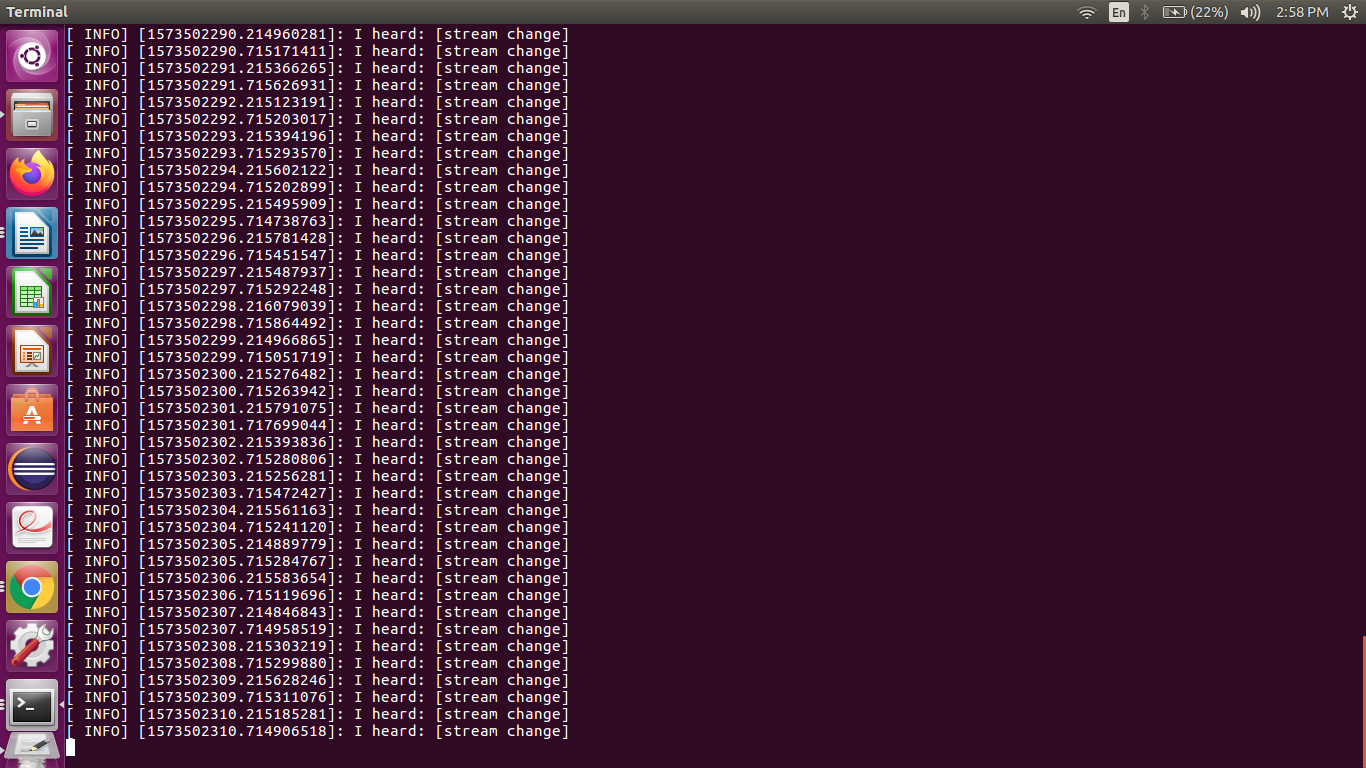 Terminal
En
(22%)
2:58 PM
[ INFO] [1573502290.214960281]: I heard: [stream change]
[ INFO] [1573502290.715171411]: I heard: [stream change]
[ INFO] [1573502291.215366265]: I heard: [stream change]
[ INFO] [1573502291.715626931]: I heard: [stream change]
[ INFO] [1573502292.215123191]: I heard: [stream change]
[ INFO] [1573502292.715203017]: I heard: [stream change]
[ INFO] [1573502293.215394196]: I heard: [stream change]
[ INFO] [1573502293.715293570]: I heard: [stream change]
[ INFO] [1573502294.215602122]: I heard: [stream change]
[ INFO] [1573502294.715202899]: I heard: [stream change]
[ INFO] [1573502295.215495909]: I heard: [stream change]
[ INFO] [1573502295.714738763]: I heard: [stream change]
[ INFO] [1573502296.215781428]: I heard: [stream change]
[ INFO] [1573502296.715451547]: I heard: [stream change]
[ INFO] [1573502297.215487937]: I heard: [stream change]
[ INFO] [1573502297.715292248]: I heard: [stream change]
[ INFO] [1573502298.216079039]: I heard: [stream change]
[ INFO] [1573502298.715864492]: I heard: [stream change]
[ INFO] [1573502299.214966865]: I heard: [stream change]
[ INFO] [1573502299.715051719]: I heard: [stream change]
[ INFO] [1573502300.215276482]: I heard: [stream change]
[ INFO] [1573502300.715263942]: I heard: [stream change]
[ INFO] [1573502301.215791075]: I heard: [stream change]
[ INFO] [1573502301.717699044]: I heard: [stream change]
[ INFO] [1573502302.215393836]: I heard: [stream change]
[ INFO] [1573502302.715280806]: I heard: [stream change]
[ INFO] [1573502303.215256281]: I heard: [stream change]
[ INFO] [1573502303.715472427]: I heard: [stream change]
[ INFO] [1573502304.215561163]: I heard: [stream change]
[ INFO] [1573502304.715241120]: I heard: [stream change]
[ INFO] [1573502305.214889779]: I heard: [stream change]
[ INFO] [1573502305.715284767]: I heard: [stream change]
[ INFO] [1573502306.215583654]: I heard: [stream change]
[ INFO] [1573502306.715119696]: I heard: [stream change]
[ INFO] [1573502307.214846843]: I heard: [stream change]
[ INFO] [1573502307.714958519]: I heard: [stream change]
[ INFO] [1573502308.215303219]: I heard: [stream change]
[ INFO] [1573502308.715299880]: I heard: [stream change]
[ INFO] [1573502309.215628246]: I heard: [stream change]
[ INFO] [1573502309.715311076]: I heard: [stream change]
[ INFO] [1573502310.215185281]: I heard: [stream change]
[ INFO] [1573502310.714906518]: I heard: [stream change]